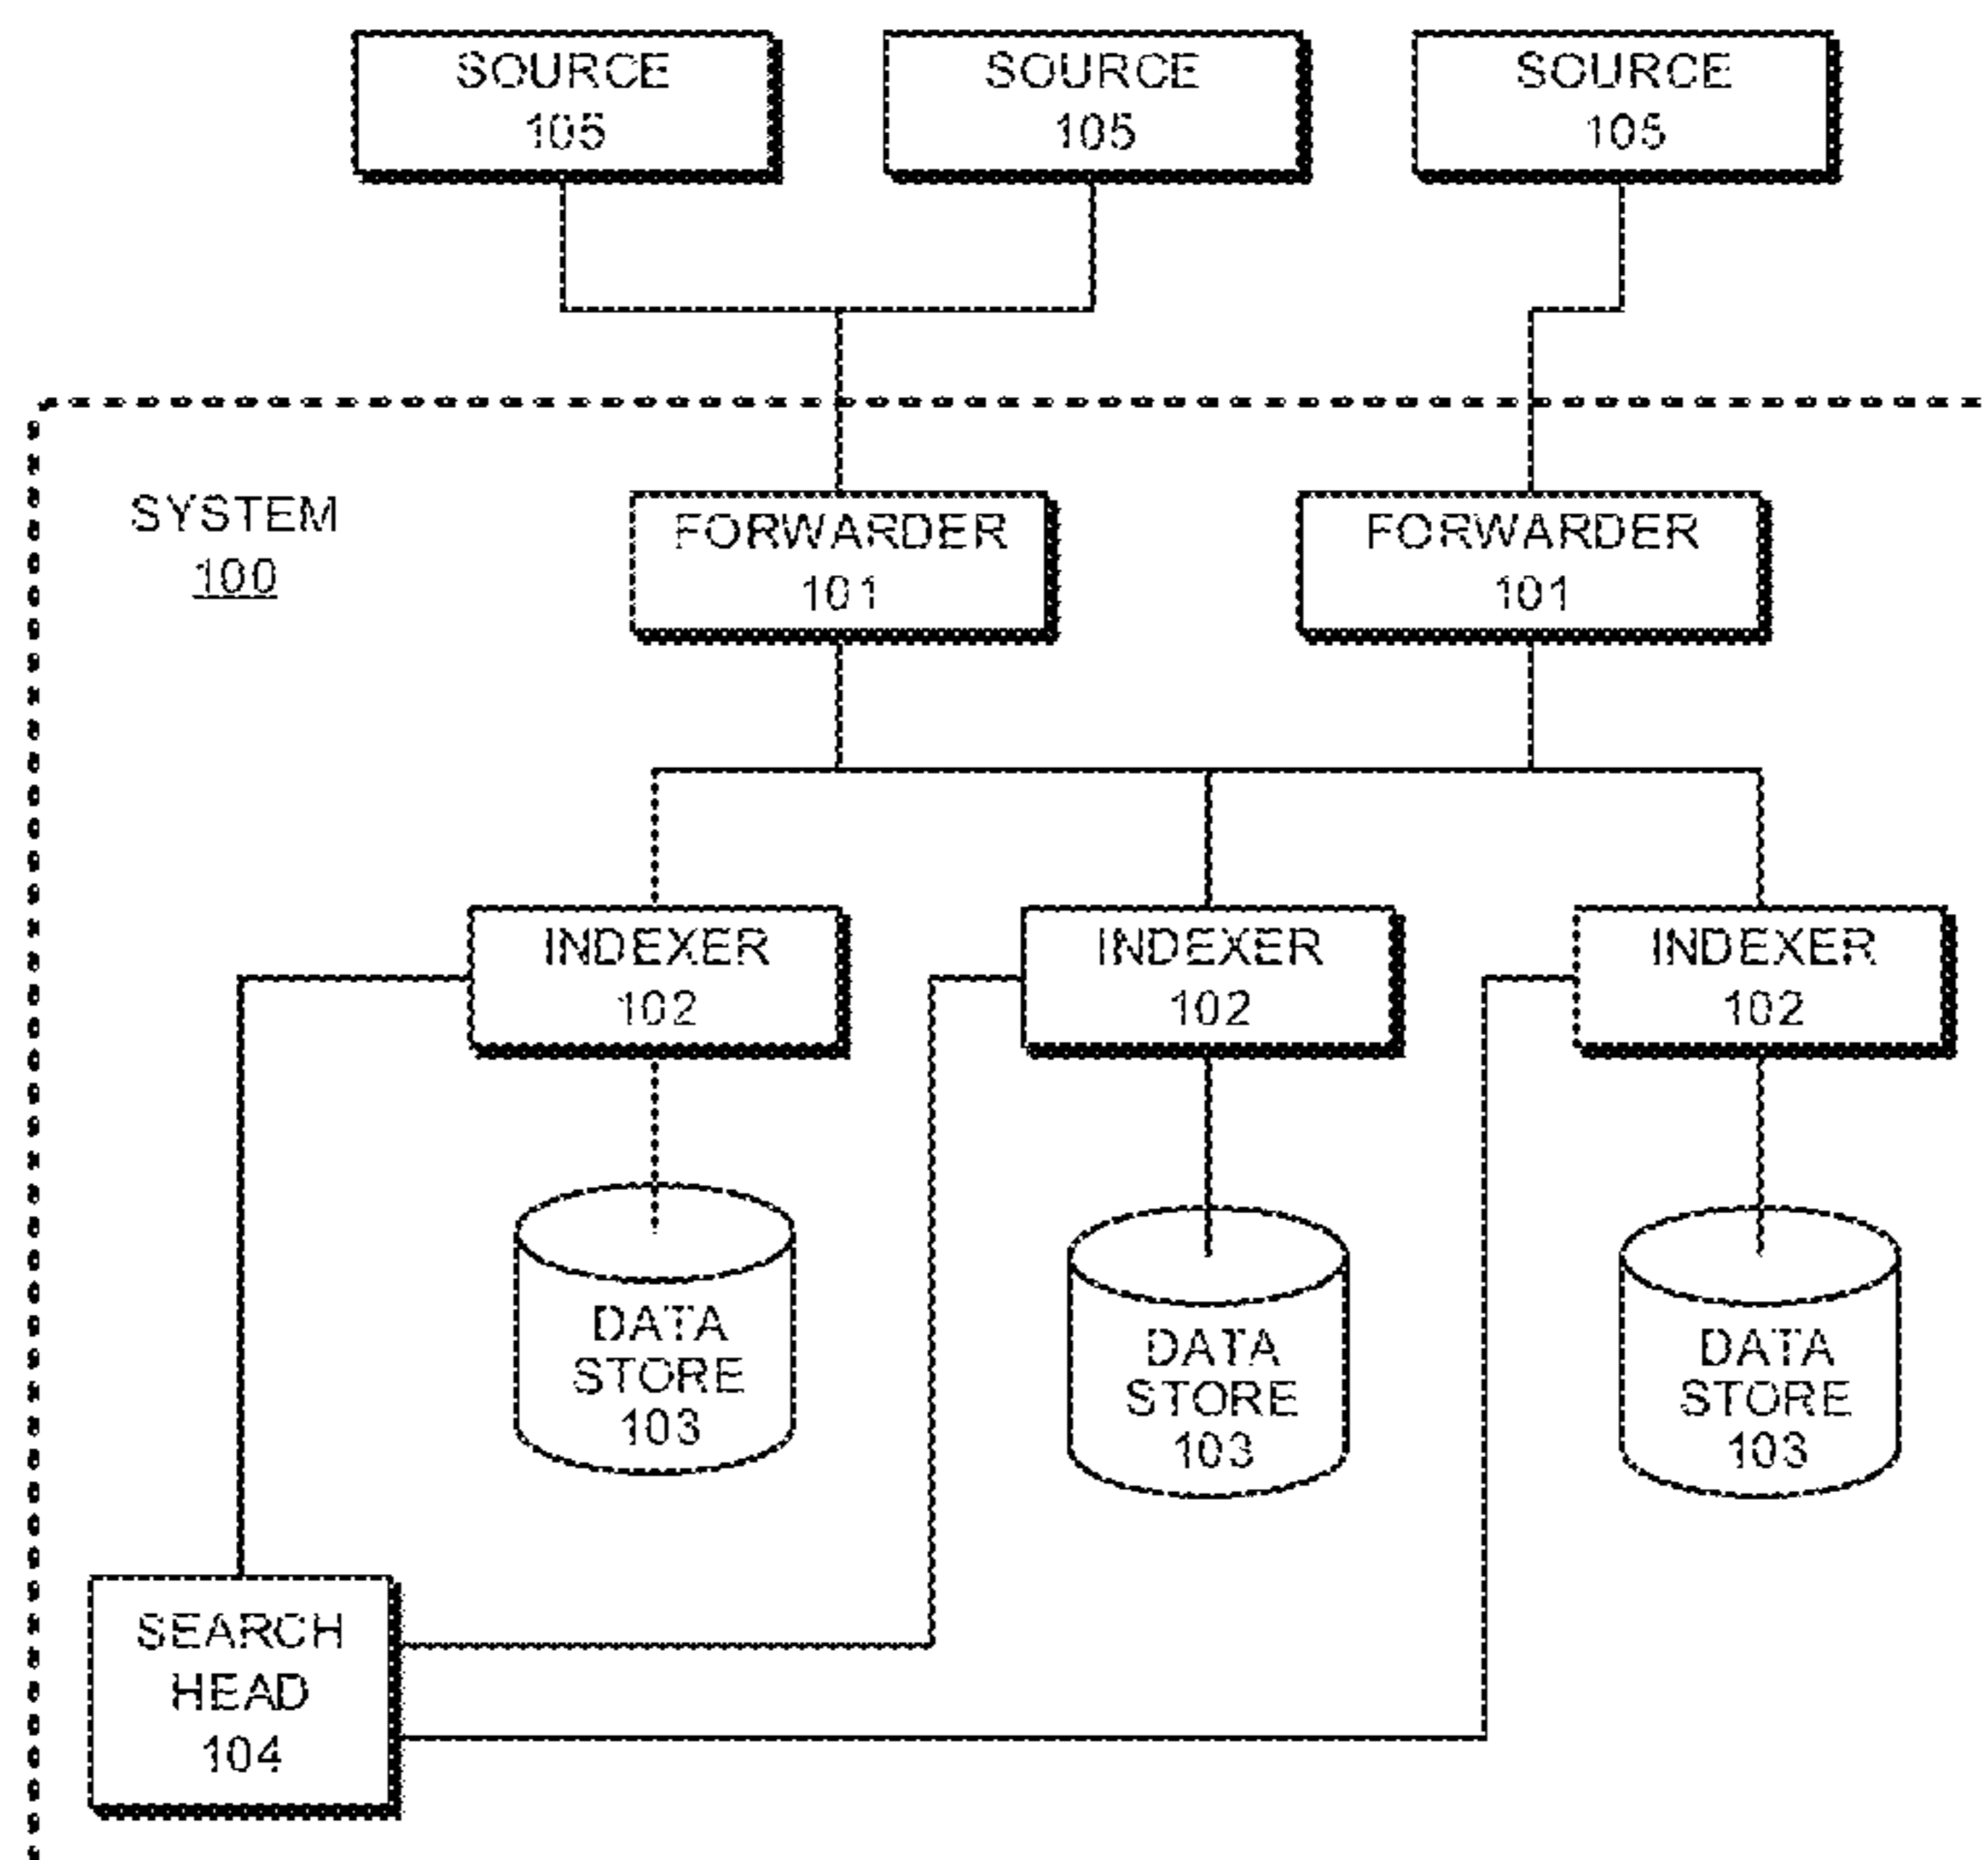 SOURCE
105
SOURCE
105
SOURCE
105
SYSTEM
100
FORWARDER
101
FORWARDER
101
INDEXER
102
INDEXER
102
INDEXER
102
DATA
STORE
103
DATA
STORE
103
DATA
STORE
103
SEARCH
HEAD
104